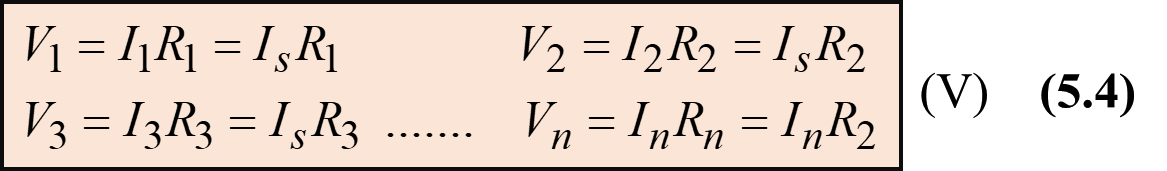 V₁ = I₁R₁ = IₛR₁ V₂ = I₂R₂ = IₛR₂
(V) (5.4)
V₃ = I₃R₃ = IₛR₃ ....... Vₙ = IₙRₙ = IₙR₂